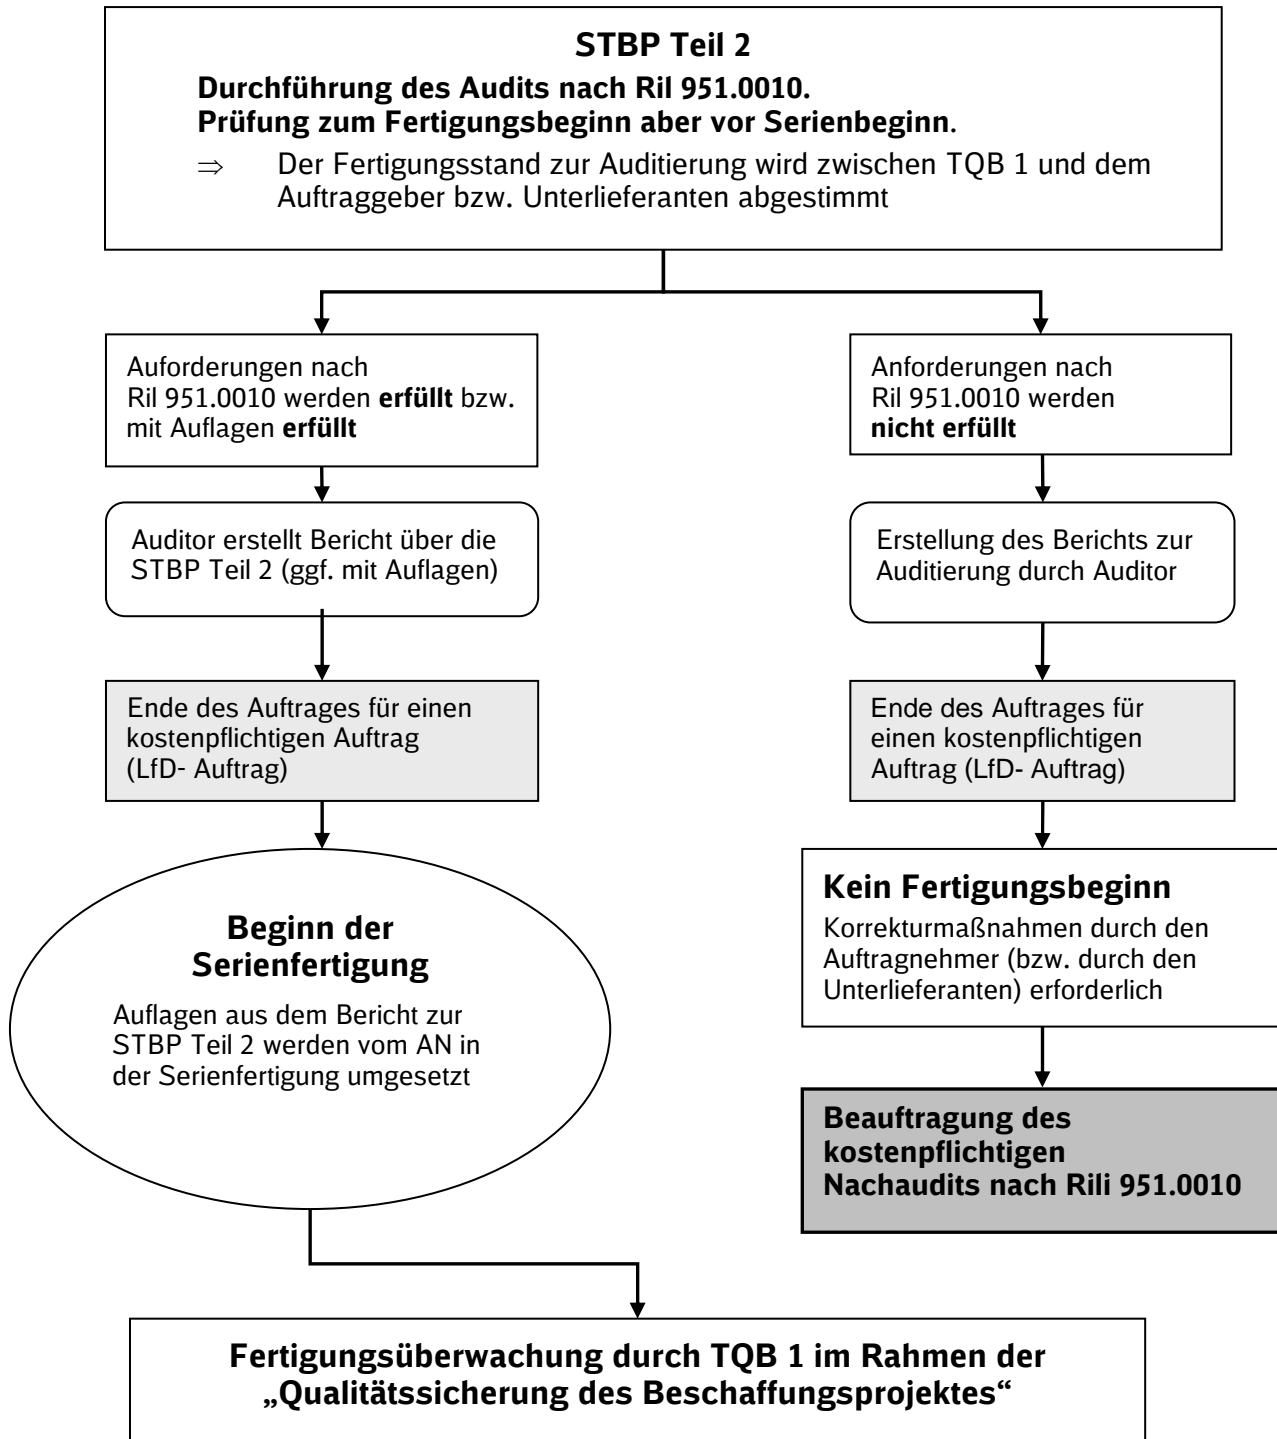 STBP Teil 2
Durchführung des Audits nach Ril 951.0010.
Prüfung zum Fertigungsbeginn aber vor Serienbeginn.
⇒ Der Fertigungsstand zur Auditierung wird zwischen TQB 1 und dem
Auftraggeber bzw. Unterlieferanten abgestimmt
Auforderungen nach
Ril 951.0010 werden erfüllt bzw.
mit Auflagen erfüllt
Auditor erstellt Bericht über die
STBP Teil 2 (ggf. mit Auflagen)
Ende des Auftrages für einen
kostenpflichtigen Auftrag
(LfD- Auftrag)
Beginn der
Serienfertigung
Auflagen aus dem Bericht zur
STBP Teil 2 werden vom AN in
der Serienfertigung umgesetzt
Anforderungen nach
Ril 951.0010 werden
nicht erfüllt
Erstellung des Berichts zur
Auditierung durch Auditor
Ende des Auftrages für
einen kostenpflichtigen
Auftrag (LfD- Auftrag)
Kein Fertigungsbeginn
Korrekturmaßnahmen durch den
Auftragnehmer (bzw. durch den
Unterlieferanten) erforderlich
Beauftragung des
kostenpflichtigen
Nachaudits nach Rili 951.0010
Fertigungsüberwachung durch TQB 1 im Rahmen der
„Qualitätssicherung des Beschaffungsprojektes“